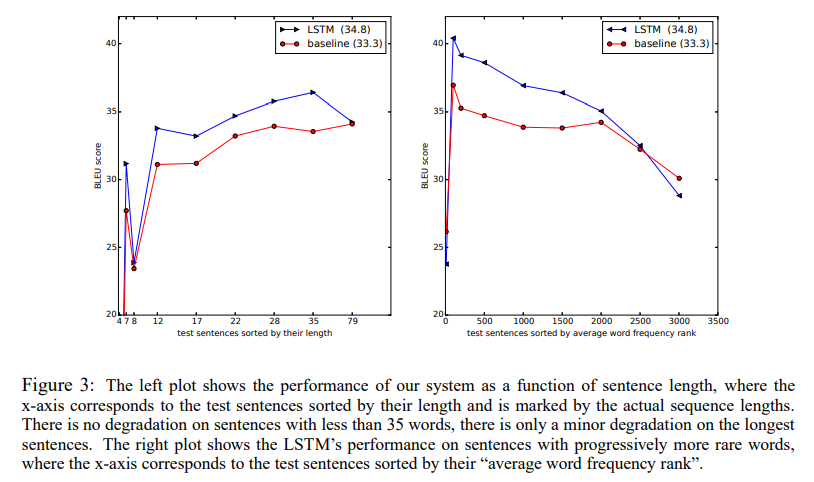 LSTM (34.8)
baseline (33.3)
40
35
30
25
20
BLEU score
4 7 8 12 17 22 28 35 79
test sentences sorted by their length
LSTM (34.8)
baseline (33.3)
40
35
30
25
20
BLEU score
0 500 1000 1500 2000 2500 3000 3500
test sentences sorted by average word frequency rank
Figure 3: The left plot shows the performance of our system as a function of sentence length, where the
x-axis corresponds to the test sentences sorted by their length and is marked by the actual sequence lengths.
There is no degradation on sentences with less than 35 words, there is only a minor degradation on the longest
sentences. The right plot shows the LSTM’s performance on sentences with progressively more rare words,
where the x-axis corresponds to the test sentences sorted by their “average word frequency rank”.